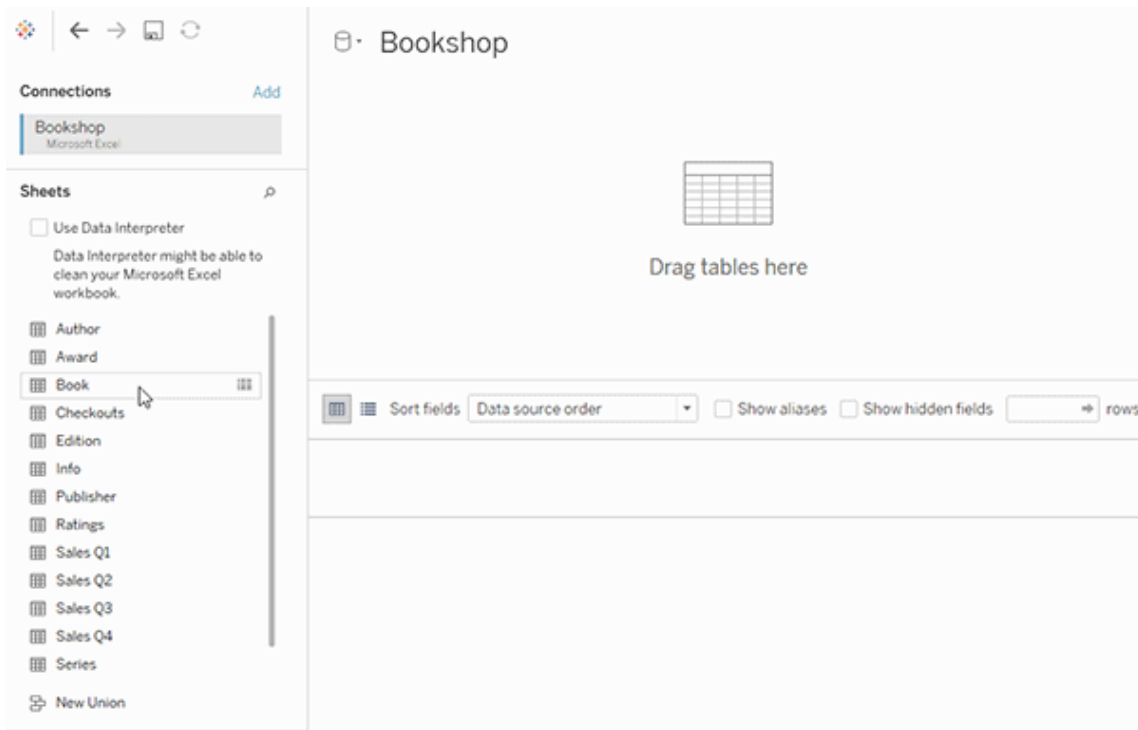 Bookshop
Connections
Add
Bookshop
Microsoft Excel
Sheets
Use Data Interpreter
Data Interpreter might be able to
clean your Microsoft Excel
workbook.
Author
Award
Book
Checkouts
Edition
Info
Publisher
Ratings
Sales Q1
Sales Q2
Sales Q3
Sales Q4
Series
New Union
Drag tables here
Sort fields
Data source order
Show aliases
Show hidden fields
rows